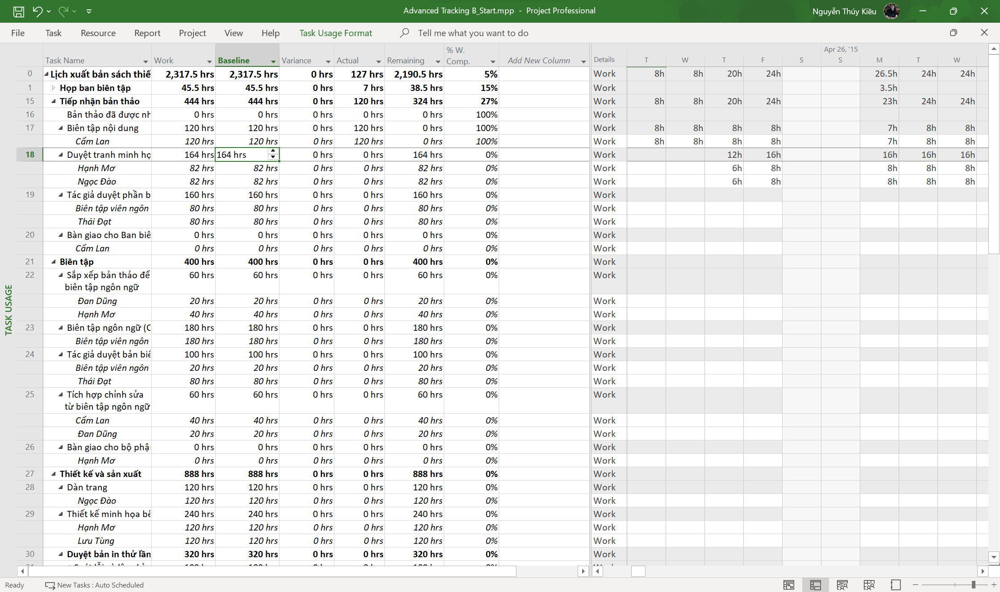 Advanced Tracking B_Start.mpp - Project Professional
Nguyễn Thúy Kiều
File Task Resource Report Project View Help Task Usage Format Tell me what you want to do
Task Name Work Baseline Variance Actual Remaining % W. Comp. Add New Column Details Apr 26, '15
T W T F S S M T W
0 Lịch xuất bản sách thiế 2,317.5 hrs 2,317.5 hrs 0 hrs 127 hrs 2,190.5 hrs 5% Work 8h 8h 20h 24h 26.5h 24h 24h
1 Họp ban biên tập 45.5 hrs 45.5 hrs 0 hrs 7 hrs 38.5 hrs 15% Work 3.5h
15 Tiếp nhận bản thảo 444 hrs 444 hrs 0 hrs 120 hrs 324 hrs 27% Work 8h 8h 20h 24h 23h 24h 24h
16 Bản thảo đã được nh 0 hrs 0 hrs 0 hrs 0 hrs 0 hrs 100% Work
17 Biên tập nội dung 120 hrs 120 hrs 0 hrs 120 hrs 0 hrs 100% Work 8h 8h 8h 8h 7h 8h 8h
Cẩm Lan 120 hrs 120 hrs 0 hrs 120 hrs 0 hrs 100% Work 8h 8h 8h 8h 7h 8h 8h
18 Duyệt tranh minh họ 164 hrs 164 hrs 0 hrs 0 hrs 164 hrs 0% Work 12h 16h 16h 16h 16h
Hạnh Mơ 82 hrs 82 hrs 0 hrs 0 hrs 82 hrs 0% Work 6h 8h 8h 8h 8h
Ngọc Đào 82 hrs 82 hrs 0 hrs 0 hrs 82 hrs 0% Work 6h 8h 8h 8h 8h
19 Tác giả duyệt phần b 160 hrs 160 hrs 0 hrs 0 hrs 160 hrs 0% Work
Biên tập viên ngôn 80 hrs 80 hrs 0 hrs 0 hrs 80 hrs 0% Work
Thái Đạt 80 hrs 80 hrs 0 hrs 0 hrs 80 hrs 0% Work
20 Bàn giao cho Ban biê 0 hrs 0 hrs 0 hrs 0 hrs 0 hrs 0% Work
Cẩm Lan 0 hrs 0 hrs 0 hrs 0 hrs 0 hrs 0% Work
21 Biên tập 400 hrs 400 hrs 0 hrs 0 hrs 400 hrs 0% Work
22 Sắp xếp bản thảo để 60 hrs 60 hrs 0 hrs 0 hrs 60 hrs 0% Work
biên tập ngôn ngữ
Đan Dũng 20 hrs 20 hrs 0 hrs 0 hrs 20 hrs 0% Work
Hạnh Mơ 40 hrs 40 hrs 0 hrs 0 hrs 40 hrs 0% Work
23 Biên tập ngôn ngữ (C 180 hrs 180 hrs 0 hrs 0 hrs 180 hrs 0% Work
Biên tập viên ngôn 180 hrs 180 hrs 0 hrs 0 hrs 180 hrs 0% Work
24 Tác giả duyệt bản biê 100 hrs 100 hrs 0 hrs 0 hrs 100 hrs 0% Work
Biên tập viên ngôn 20 hrs 20 hrs 0 hrs 0 hrs 20 hrs 0% Work
Thái Đạt 80 hrs 80 hrs 0 hrs 0 hrs 80 hrs 0% Work
25 Tích hợp chỉnh sửa 60 hrs 60 hrs 0 hrs 0 hrs 60 hrs 0% Work
từ biên tập ngôn ngữ
Cẩm Lan 40 hrs 40 hrs 0 hrs 0 hrs 40 hrs 0% Work
Đan Dũng 20 hrs 20 hrs 0 hrs 0 hrs 20 hrs 0% Work
26 Bàn giao cho bộ phậ 0 hrs 0 hrs 0 hrs 0 hrs 0 hrs 0% Work
Hạnh Mơ 0 hrs 0 hrs 0 hrs 0 hrs 0 hrs 0% Work
27 Thiết kế và sản xuất 888 hrs 888 hrs 0 hrs 0 hrs 888 hrs 0% Work
28 Dàn trang 120 hrs 120 hrs 0 hrs 0 hrs 120 hrs 0% Work
Ngọc Đào 120 hrs 120 hrs 0 hrs 0 hrs 120 hrs 0% Work
29 Thiết kế minh họa bê 240 hrs 240 hrs 0 hrs 0 hrs 240 hrs 0% Work
Hạnh Mơ 120 hrs 120 hrs 0 hrs 0 hrs 120 hrs 0% Work
Lưu Tùng 120 hrs 120 hrs 0 hrs 0 hrs 120 hrs 0% Work
30 Duyệt bản in thử lần 320 hrs 320 hrs 0 hrs 0 hrs 320 hrs 0% Work
TASK USAGE
Ready New Tasks : Auto Scheduled